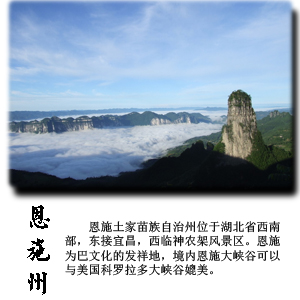 恩施州
恩施土家苗族自治州位于湖北省西南
部，东接宜昌，西临神农架风景区。恩施
为巴文化的发祥地，境内恩施大峡谷可以
与美国科罗拉多大峡谷媲美。